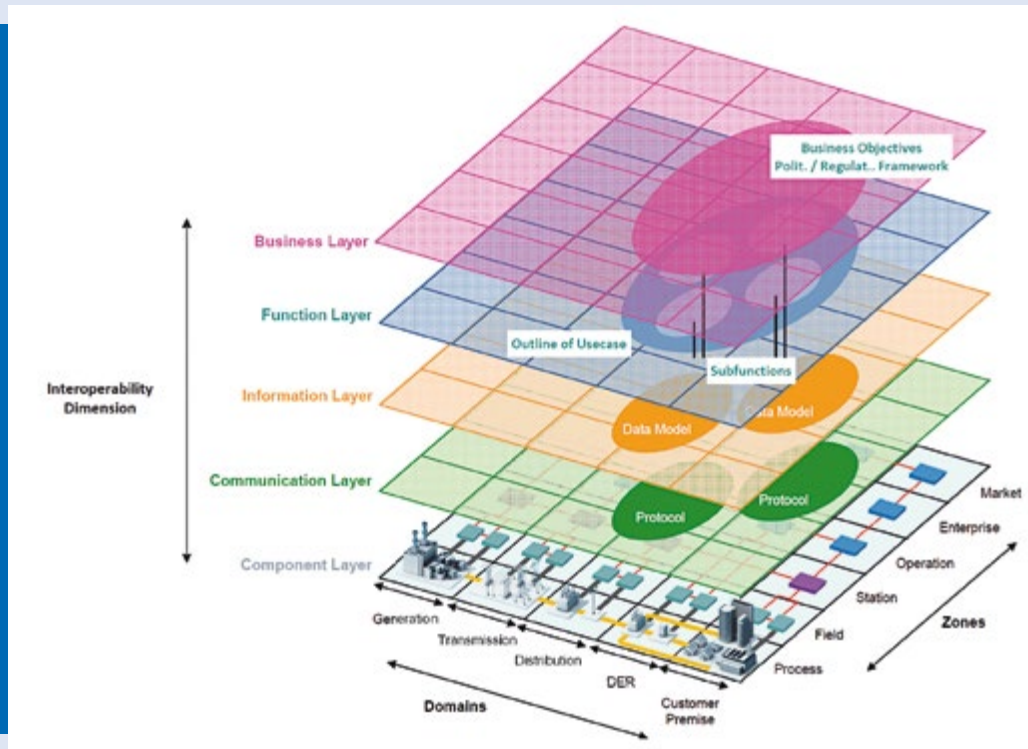 Business Objectives
Polit. / Regulat.. Framework
Business Layer
Function Layer
Outline of Usecase
Subfunctions
Interoperability
Dimension
Information Layer
Data Model
Data Model
Communication Layer
Protocol
Protocol
Component Layer
Market
Enterprise
Operation
Station
Field
Process
Zones
Generation
Transmission
Distribution
DER
Customer
Premise
Domains